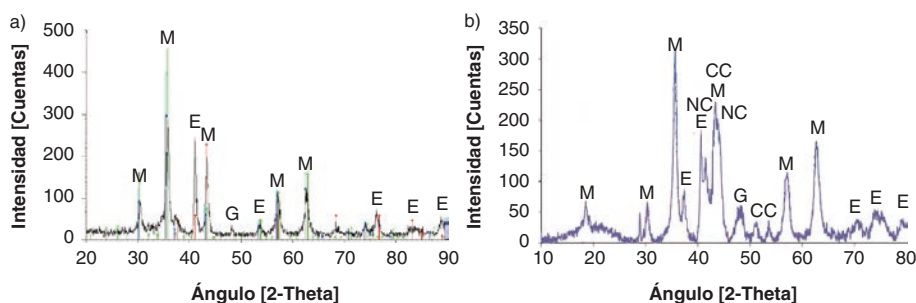 a)
Intensidad [Cuentas]
500
400
300
200
100
0
M
M
E
M
G
E
M
M
E
E
E
20 30 40 50 60 70 80 90
Ángulo [2-Theta]
b)
Intensidad [Cuentas]
350
300
250
200
150
100
50
0
M
M
M
E
NC
E
CC
M
NC
G
CC
M
M
E
E
E
10 20 30 40 50 60 70 80
Ángulo [2-Theta]